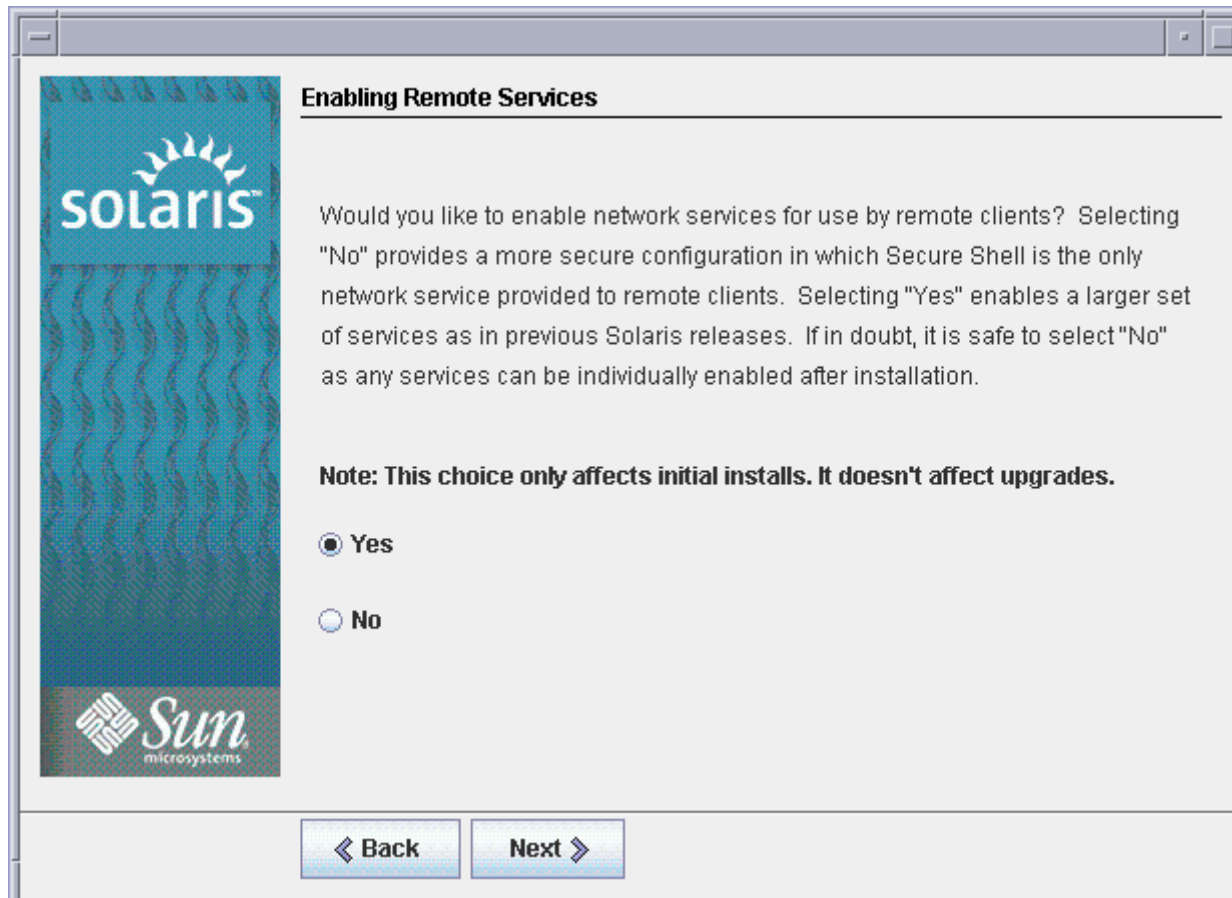 Enabling Remote Services
solaris™
Would you like to enable network services for use by remote clients?  Selecting
"No" provides a more secure configuration in which Secure Shell is the only
network service provided to remote clients.  Selecting "Yes" enables a larger set
of services as in previous Solaris releases.  If in doubt, it is safe to select "No"
as any services can be individually enabled after installation.
Note: This choice only affects initial installs. It doesn't affect upgrades.
Yes
No
Sun
microsystems
Back
Next